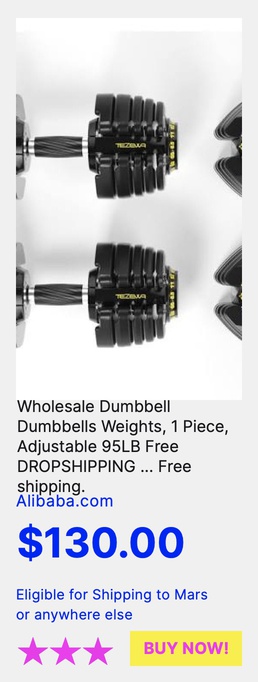 TEZEWA
TEZEWA
Wholesale Dumbbell
Dumbbells Weights, 1 Piece,
Adjustable 95LB Free
DROPSHIPPING ... Free
shipping.
Alibaba.com
$130.00
Eligible for Shipping to Mars
or anywhere else
BUY NOW!